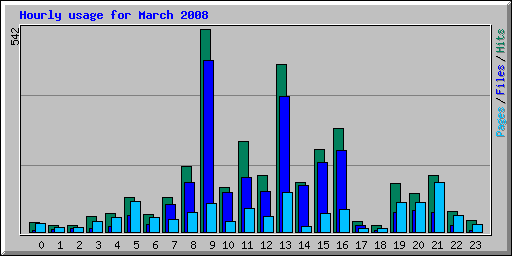 Hourly usage for March 2008
542
Pages/Files/Hits
0 1 2 3 4 5 6 7 8 9 10 11 12 13 14 15 16 17 18 19 20 21 22 23